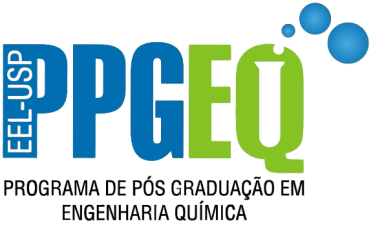 EEL-USP
PPGEQ
PROGRAMA DE PÓS GRADUAÇÃO EM
ENGENHARIA QUÍMICA